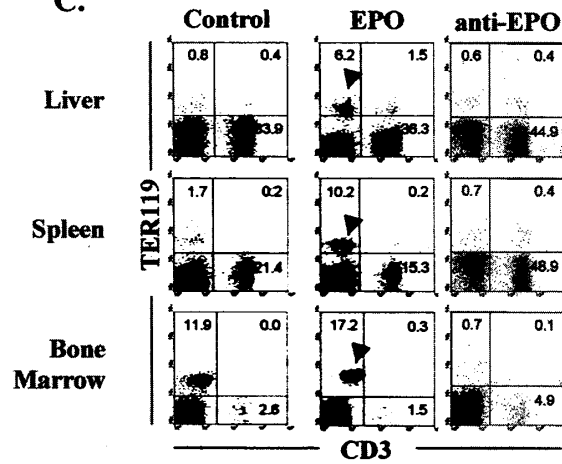 C.
Control EPO anti-EPO
Liver
0.8 0.4 6.2 1.5 0.6 0.4
33.9 36.3 44.9
Spleen
1.7 0.2 10.2 0.2 0.7 0.4
21.4 15.3 48.9
Bone
Marrow
11.9 0.0 17.2 0.3 0.7 0.1
2.6 1.5 4.9
TER119
CD3